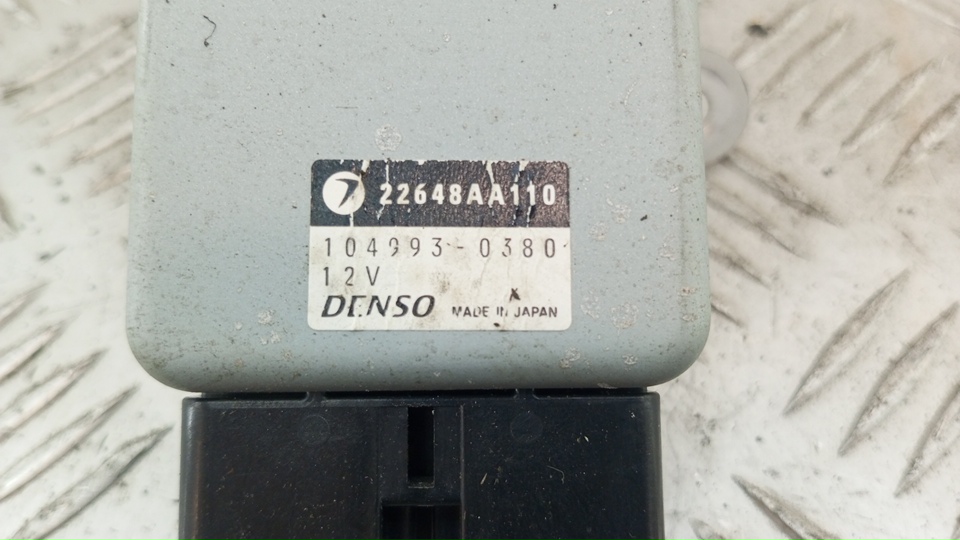 22648AA110
104993-0380
12V
DENSO MADE IN JAPAN